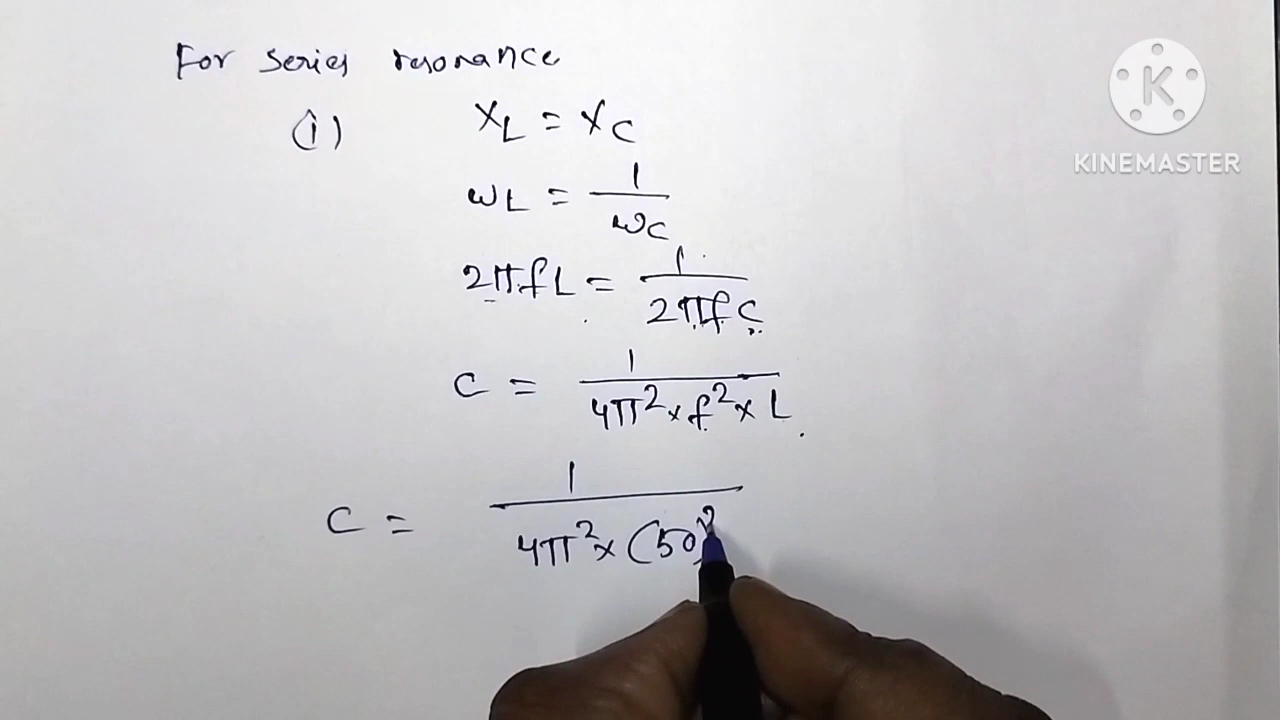 For series resonance
(i) XL = XC
ωL = 1/ωC
2πfL = 1/2πfC
C = 1/4π²×f²×L
C = 1/4π²×(50)²
K
KINEMASTER